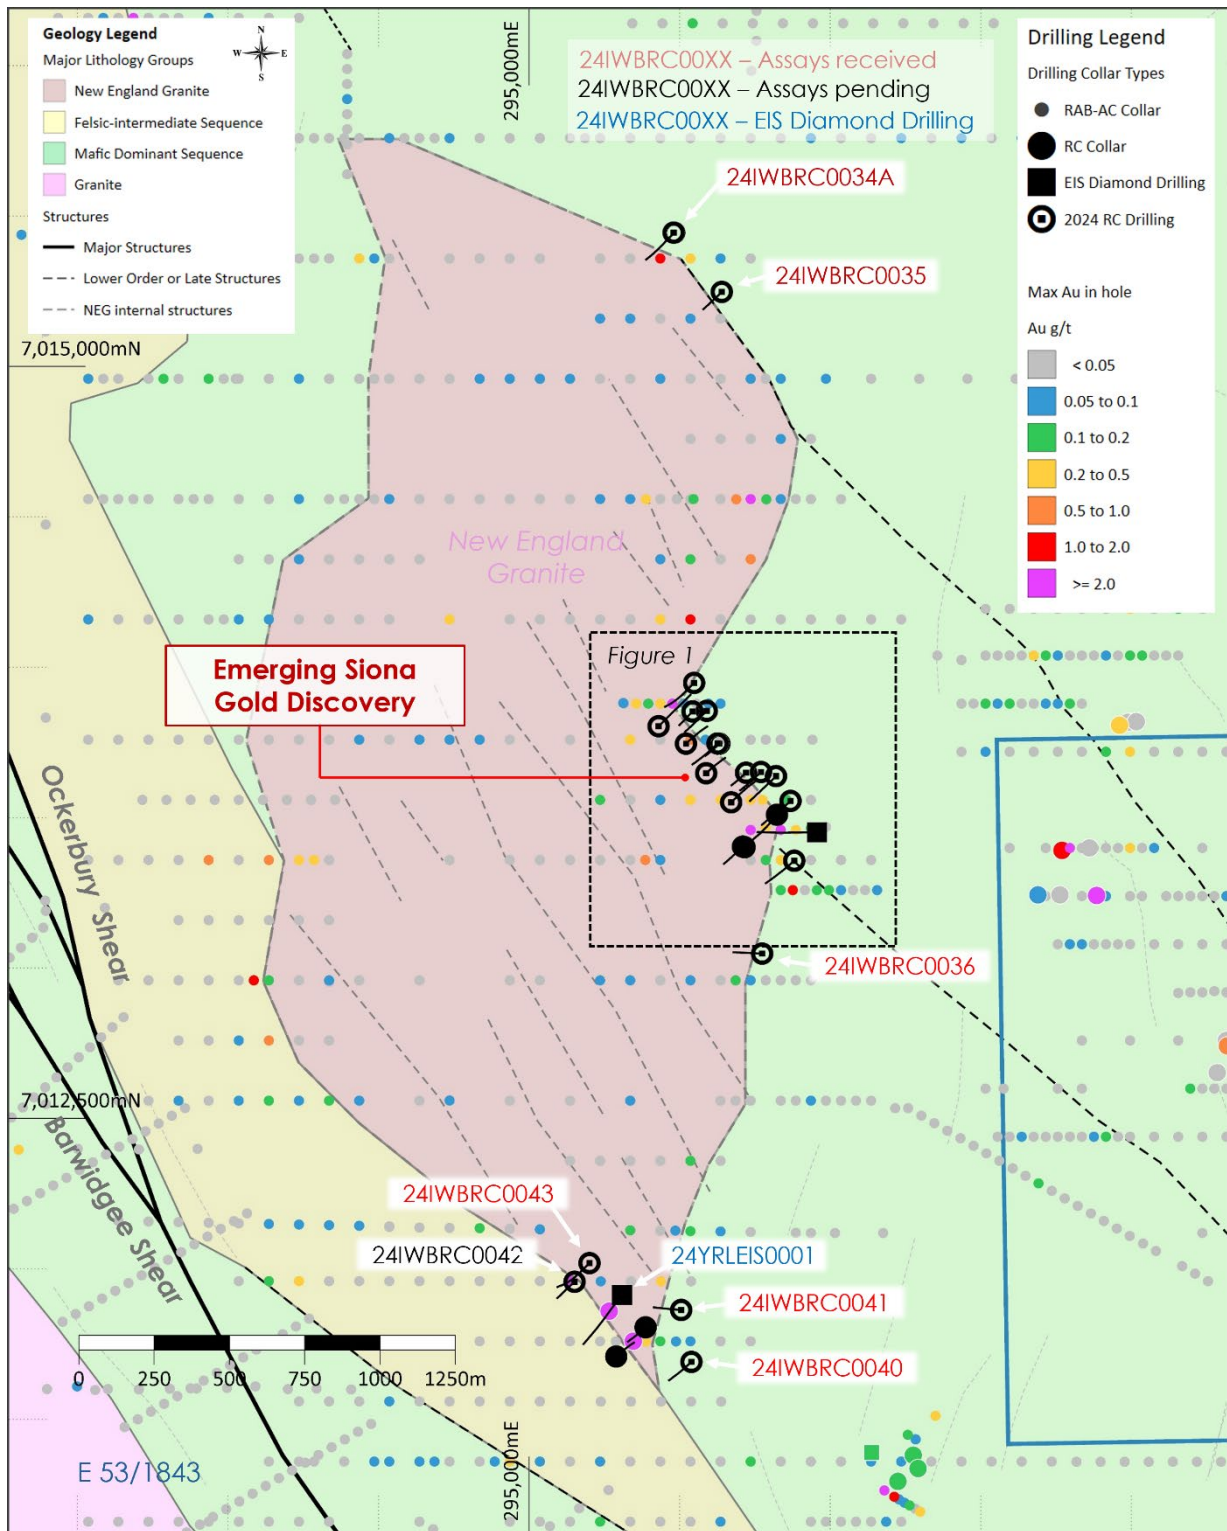 Geology Legend
N
W
E
S
Major Lithology Groups
New England Granite
Felsic-intermediate Sequence
Mafic Dominant Sequence
Granite
Structures
Major Structures
Lower Order or Late Structures
NEG internal structures
295,000mE
24IWBRC00XX – Assays received
24IWBRC00XX – Assays pending
24IWBRC00XX – EIS Diamond Drilling
Drilling Legend
Drilling Collar Types
RAB-AC Collar
RC Collar
EIS Diamond Drilling
2024 RC Drilling
Max Au in hole
Au g/t
< 0.05
0.05 to 0.1
0.1 to 0.2
0.2 to 0.5
0.5 to 1.0
1.0 to 2.0
>= 2.0
24IWBRC0034A
24IWBRC0035
7,015,000mN
New England
Granite
Figure 1
Emerging Siona
Gold Discovery
Ockerbury Shear
24IWBRC0036
7,012,500mN
Barwidgee Shear
24IWBRC0043
24IWBRC0042
24YRLEIS0001
24IWBRC0041
24IWBRC0040
0
250
500
750
1000
1250m
295,000mE
E 53/1843